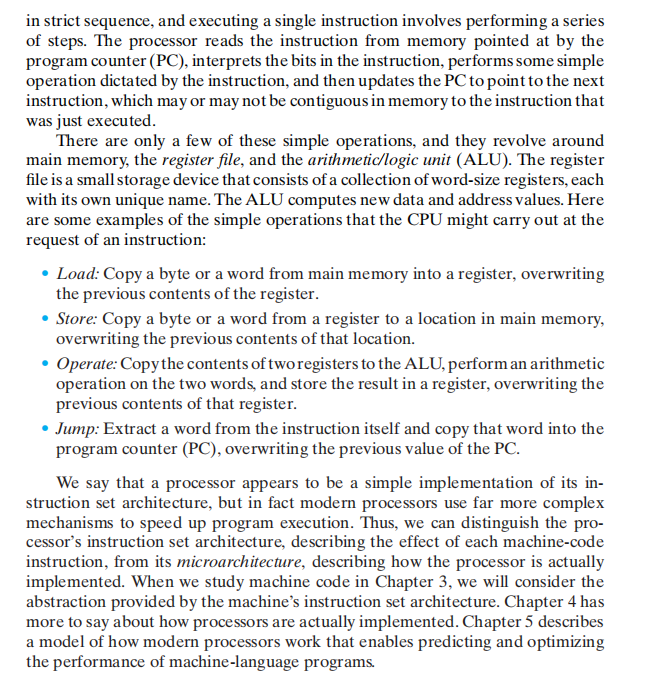 in strict sequence, and executing a single instruction involves performing a series
of steps. The processor reads the instruction from memory pointed at by the
program counter (PC), interprets the bits in the instruction, performs some simple
operation dictated by the instruction, and then updates the PC to point to the next
instruction, which may or may not be contiguous in memory to the instruction that
was just executed.
There are only a few of these simple operations, and they revolve around
main memory, the register file, and the arithmetic/logic unit (ALU). The register
file is a small storage device that consists of a collection of word-size registers, each
with its own unique name. The ALU computes new data and address values. Here
are some examples of the simple operations that the CPU might carry out at the
request of an instruction:
• Load: Copy a byte or a word from main memory into a register, overwriting
the previous contents of the register.
• Store: Copy a byte or a word from a register to a location in main memory,
overwriting the previous contents of that location.
• Operate: Copy the contents of two registers to the ALU, perform an arithmetic
operation on the two words, and store the result in a register, overwriting the
previous contents of that register.
• Jump: Extract a word from the instruction itself and copy that word into the
program counter (PC), overwriting the previous value of the PC.
We say that a processor appears to be a simple implementation of its in-
struction set architecture, but in fact modern processors use far more complex
mechanisms to speed up program execution. Thus, we can distinguish the pro-
cessor's instruction set architecture, describing the effect of each machine-code
instruction, from its microarchitecture, describing how the processor is actually
implemented. When we study machine code in Chapter 3, we will consider the
abstraction provided by the machine's instruction set architecture. Chapter 4 has
more to say about how processors are actually implemented. Chapter 5 describes
a model of how modern processors work that enables predicting and optimizing
the performance of machine-language programs.